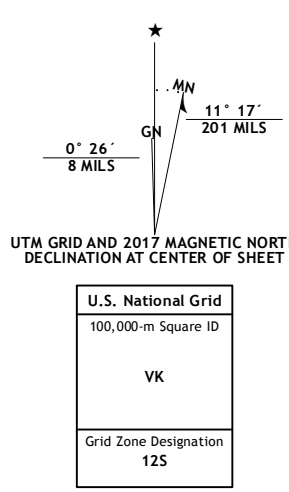 MN
GN
11° 17´
201 MILS
0° 26´
8 MILS
UTM GRID AND 2017 MAGNETIC NORT
DECLINATION AT CENTER OF SHEET
U.S. National Grid
100,000-m Square ID
VK
Grid Zone Designation
12S